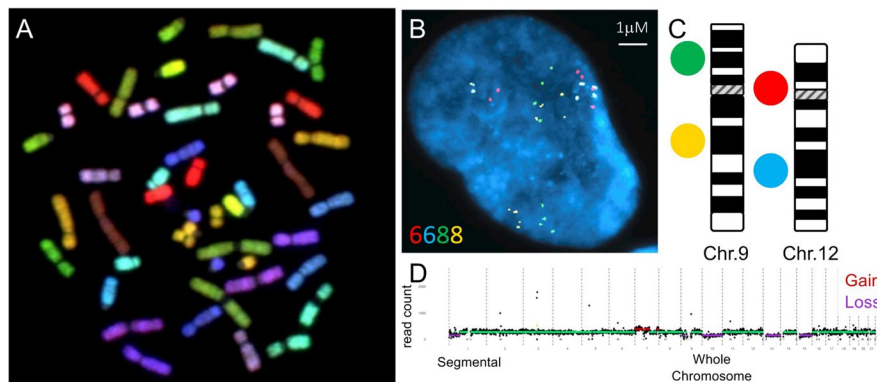 A
B
1μM
6688
C
Chr.9
Chr.12
D
read count
Gain
Loss
Segmental
Whole
Chromosome